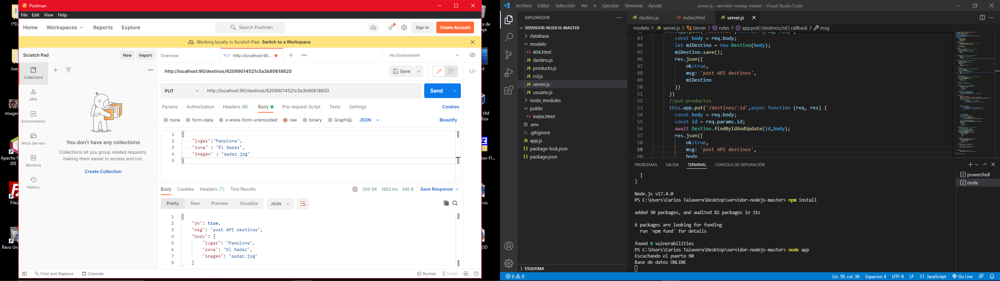 Postman
File Edit View Help
Home Workspaces Reports Explore
Search Postman
Sign In
Create Account
Working locally in Scratch Pad. Switch to a Workspace
Scratch Pad
New
Import
Overview
PUT http://localhost:90...
No Environment
Collections
APIs
Environments
Mock Servers
Monitors
History
You don't have any collections
Collections let you group related requests,
making them easier to access and run.
Create Collection
http://localhost:90/destinos/62099014521c5a3b80618620
Save
PUT
http://localhost:90/destinos/62099014521c5a3b80618620
Send
Params Authorization Headers (9) Body Pre-request Script Tests Settings
Cookies
none form-data x-www-form-urlencoded raw binary GraphQL JSON
Beautify
1 {
2 "lugar":"Pamplona",
3 "zona" : "El Sadar",
4 "imagen" : "sadar.jpg"
5 }
Body Cookies Headers (7) Test Results
200 OK 1653 ms 340 B Save Response
Pretty Raw Preview Visualize JSON
1 {
2 "ok": true,
3 "msg": "post API destinos",
4 "body": {
5 "lugar": "Pamplona",
6 "zona": "El Sadar",
7 "imagen": "sadar.jpg"
8 }
Find and Replace Console
Runner Trash
Archivo Editar Selección Ver Ir Ejecutar Terminal Ayuda
server.js - servidor-nodejs-master - Visual Studio Code
EXPLORADOR
SERVIDOR-NODEJS-MASTER
database
modelo
404.html
destino.js
producto.js
rol.js
server.js
usuario.js
node_modules
public
index.html
.env
.gitignore
app.js
package-lock.json
package.json
ESQUEMA
destino.js index.html server.js
modelo > server.js > Server > rutas > app.put('/destinos/:id') callback > msg
42 this.app.post('/destinos',function (req, res) {
43 const body = req.body;
44 let miDestino = new Destino(body);
45 miDestino.save();
46 res.json({
47 ok:true,
48 msg: 'post API destinos',
49 miDestino
50 })
51 })
52 //put-productos
53 this.app.put('/destinos/:id',async function (req, res) {
54 const body = req.body;
55 const id = req.params.id;
56 await Destino.findByIdAndUpdate(id,body);
57 res.json({
58 ok:true,
59 msg: 'post API destinos',
60 body
PROBLEMAS SALIDA TERMINAL CONSOLA DE DEPURACIÓN
powershell
node
]
}
Node.js v17.4.0
PS C:\Users\Carlos Talavera\Desktop\servidor-nodejs-master> npm install
added 30 packages, and audited 82 packages in 31s
6 packages are looking for funding
run `npm fund` for details
found 0 vulnerabilities
PS C:\Users\Carlos Talavera\Desktop\servidor-nodejs-master> node app
Escuchando el puerto 90
Base de datos ONLINE
0 0
Lín. 59, col. 36 Espacios: 4 UTF-8 LF JavaScript Go Live